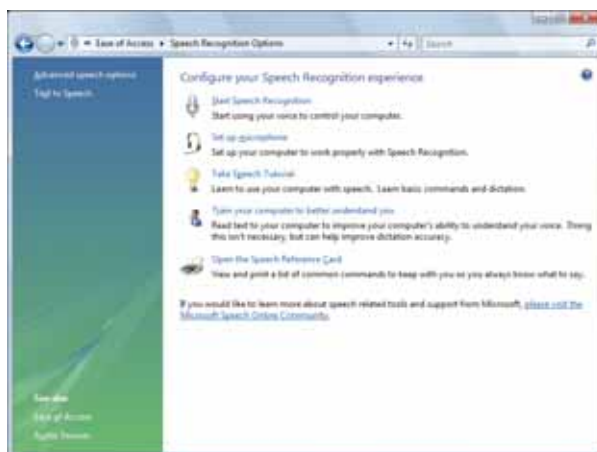 Ease of Access ▸ Speech Recognition Options
Search
Advanced speech options
Text to Speech
Configure your Speech Recognition experience
Start Speech Recognition
Start using your voice to control your computer.
Set up microphone
Set up your computer to work properly with Speech Recognition.
Take Speech Tutorial
Learn to use your computer with speech. Learn basic commands and dictation.
Train your computer to better understand you
Read text to your computer to improve your computer's ability to understand your voice. Doing
this isn't necessary, but can help improve dictation accuracy.
Open the Speech Reference Card
View and print a list of common commands to keep with you so you always know what to say.
If you would like to learn more about speech related tools and support from Microsoft, please visit the
Microsoft Speech Online Community.
See also
Ease of Access
Audio Devices